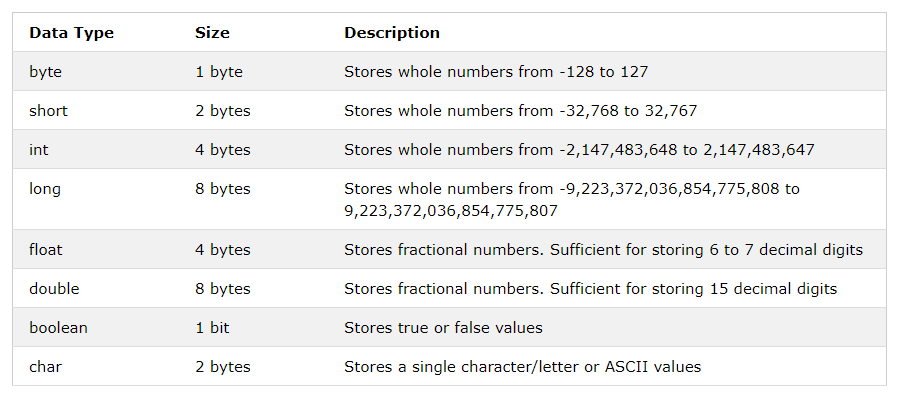 Data Type Size Description
byte 1 byte Stores whole numbers from -128 to 127
short 2 bytes Stores whole numbers from -32,768 to 32,767
int 4 bytes Stores whole numbers from -2,147,483,648 to 2,147,483,647
long 8 bytes Stores whole numbers from -9,223,372,036,854,775,808 to
9,223,372,036,854,775,807
float 4 bytes Stores fractional numbers. Sufficient for storing 6 to 7 decimal digits
double 8 bytes Stores fractional numbers. Sufficient for storing 15 decimal digits
boolean 1 bit Stores true or false values
char 2 bytes Stores a single character/letter or ASCII values